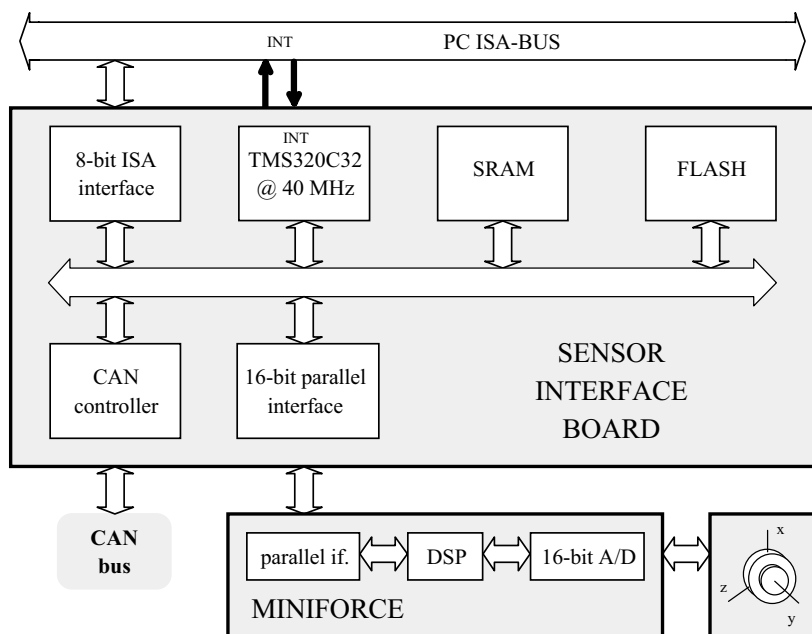 INT
PC ISA-BUS
8-bit ISA
interface
INT
TMS320C32
@ 40 MHz
SRAM
FLASH
CAN
controller
16-bit parallel
interface
SENSOR
INTERFACE
BOARD
CAN
bus
parallel if.
DSP
16-bit A/D
MINIFORCE
x
z
y